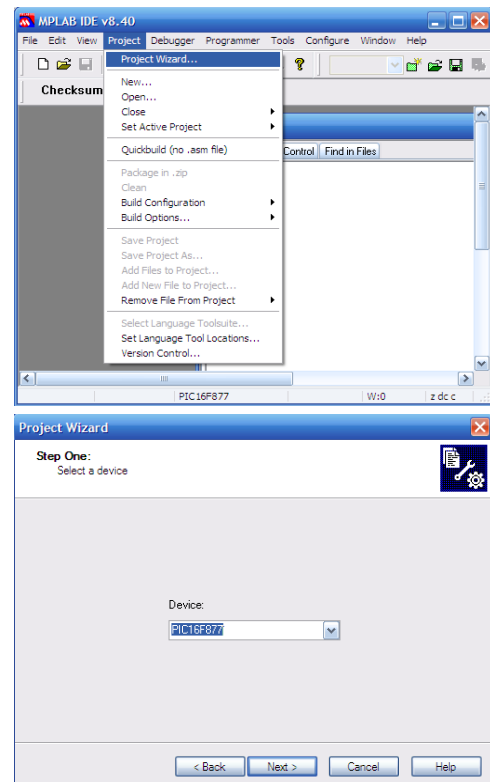 MPLAB IDE v8.40
File Edit View Project Debugger Programmer Tools Configure Window Help
Project Wizard...
Checksum
New...
Open...
Close
Set Active Project
Control Find in Files
Quickbuild (no .asm file)
Package in .zip
Clean
Build Configuration
Build Options...
Save Project
Save Project As...
Add Files to Project...
Add New File to Project...
Remove File From Project
Select Language Toolsuite...
Set Language Tool Locations...
Version Control...
PIC16F877 W:0 z dc c
Project Wizard
Step One:
Select a device
Device:
PIC16F877
< Back Next > Cancel Help